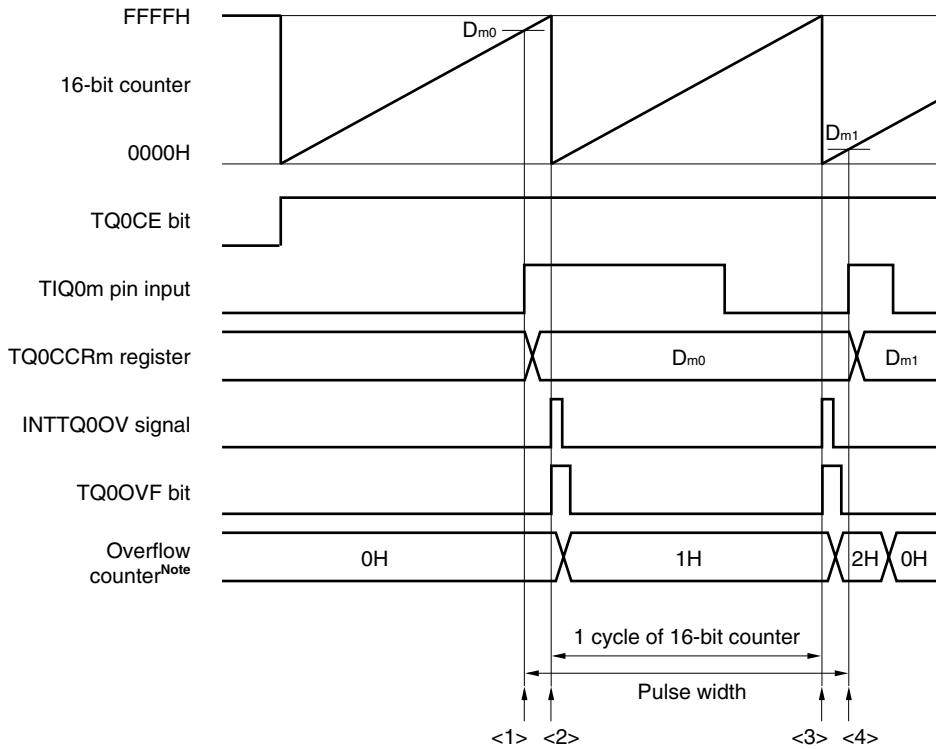 FFFFH
Dm0
16-bit counter
Dm1
0000H
TQ0CE bit
TIQ0m pin input
TQ0CCRm register
Dm0
Dm1
INTTQ0OV signal
TQ0OVF bit
Overflow
counterNote
0H
1H
2H
0H
1 cycle of 16-bit counter
Pulse width
<1> <2> <3> <4>